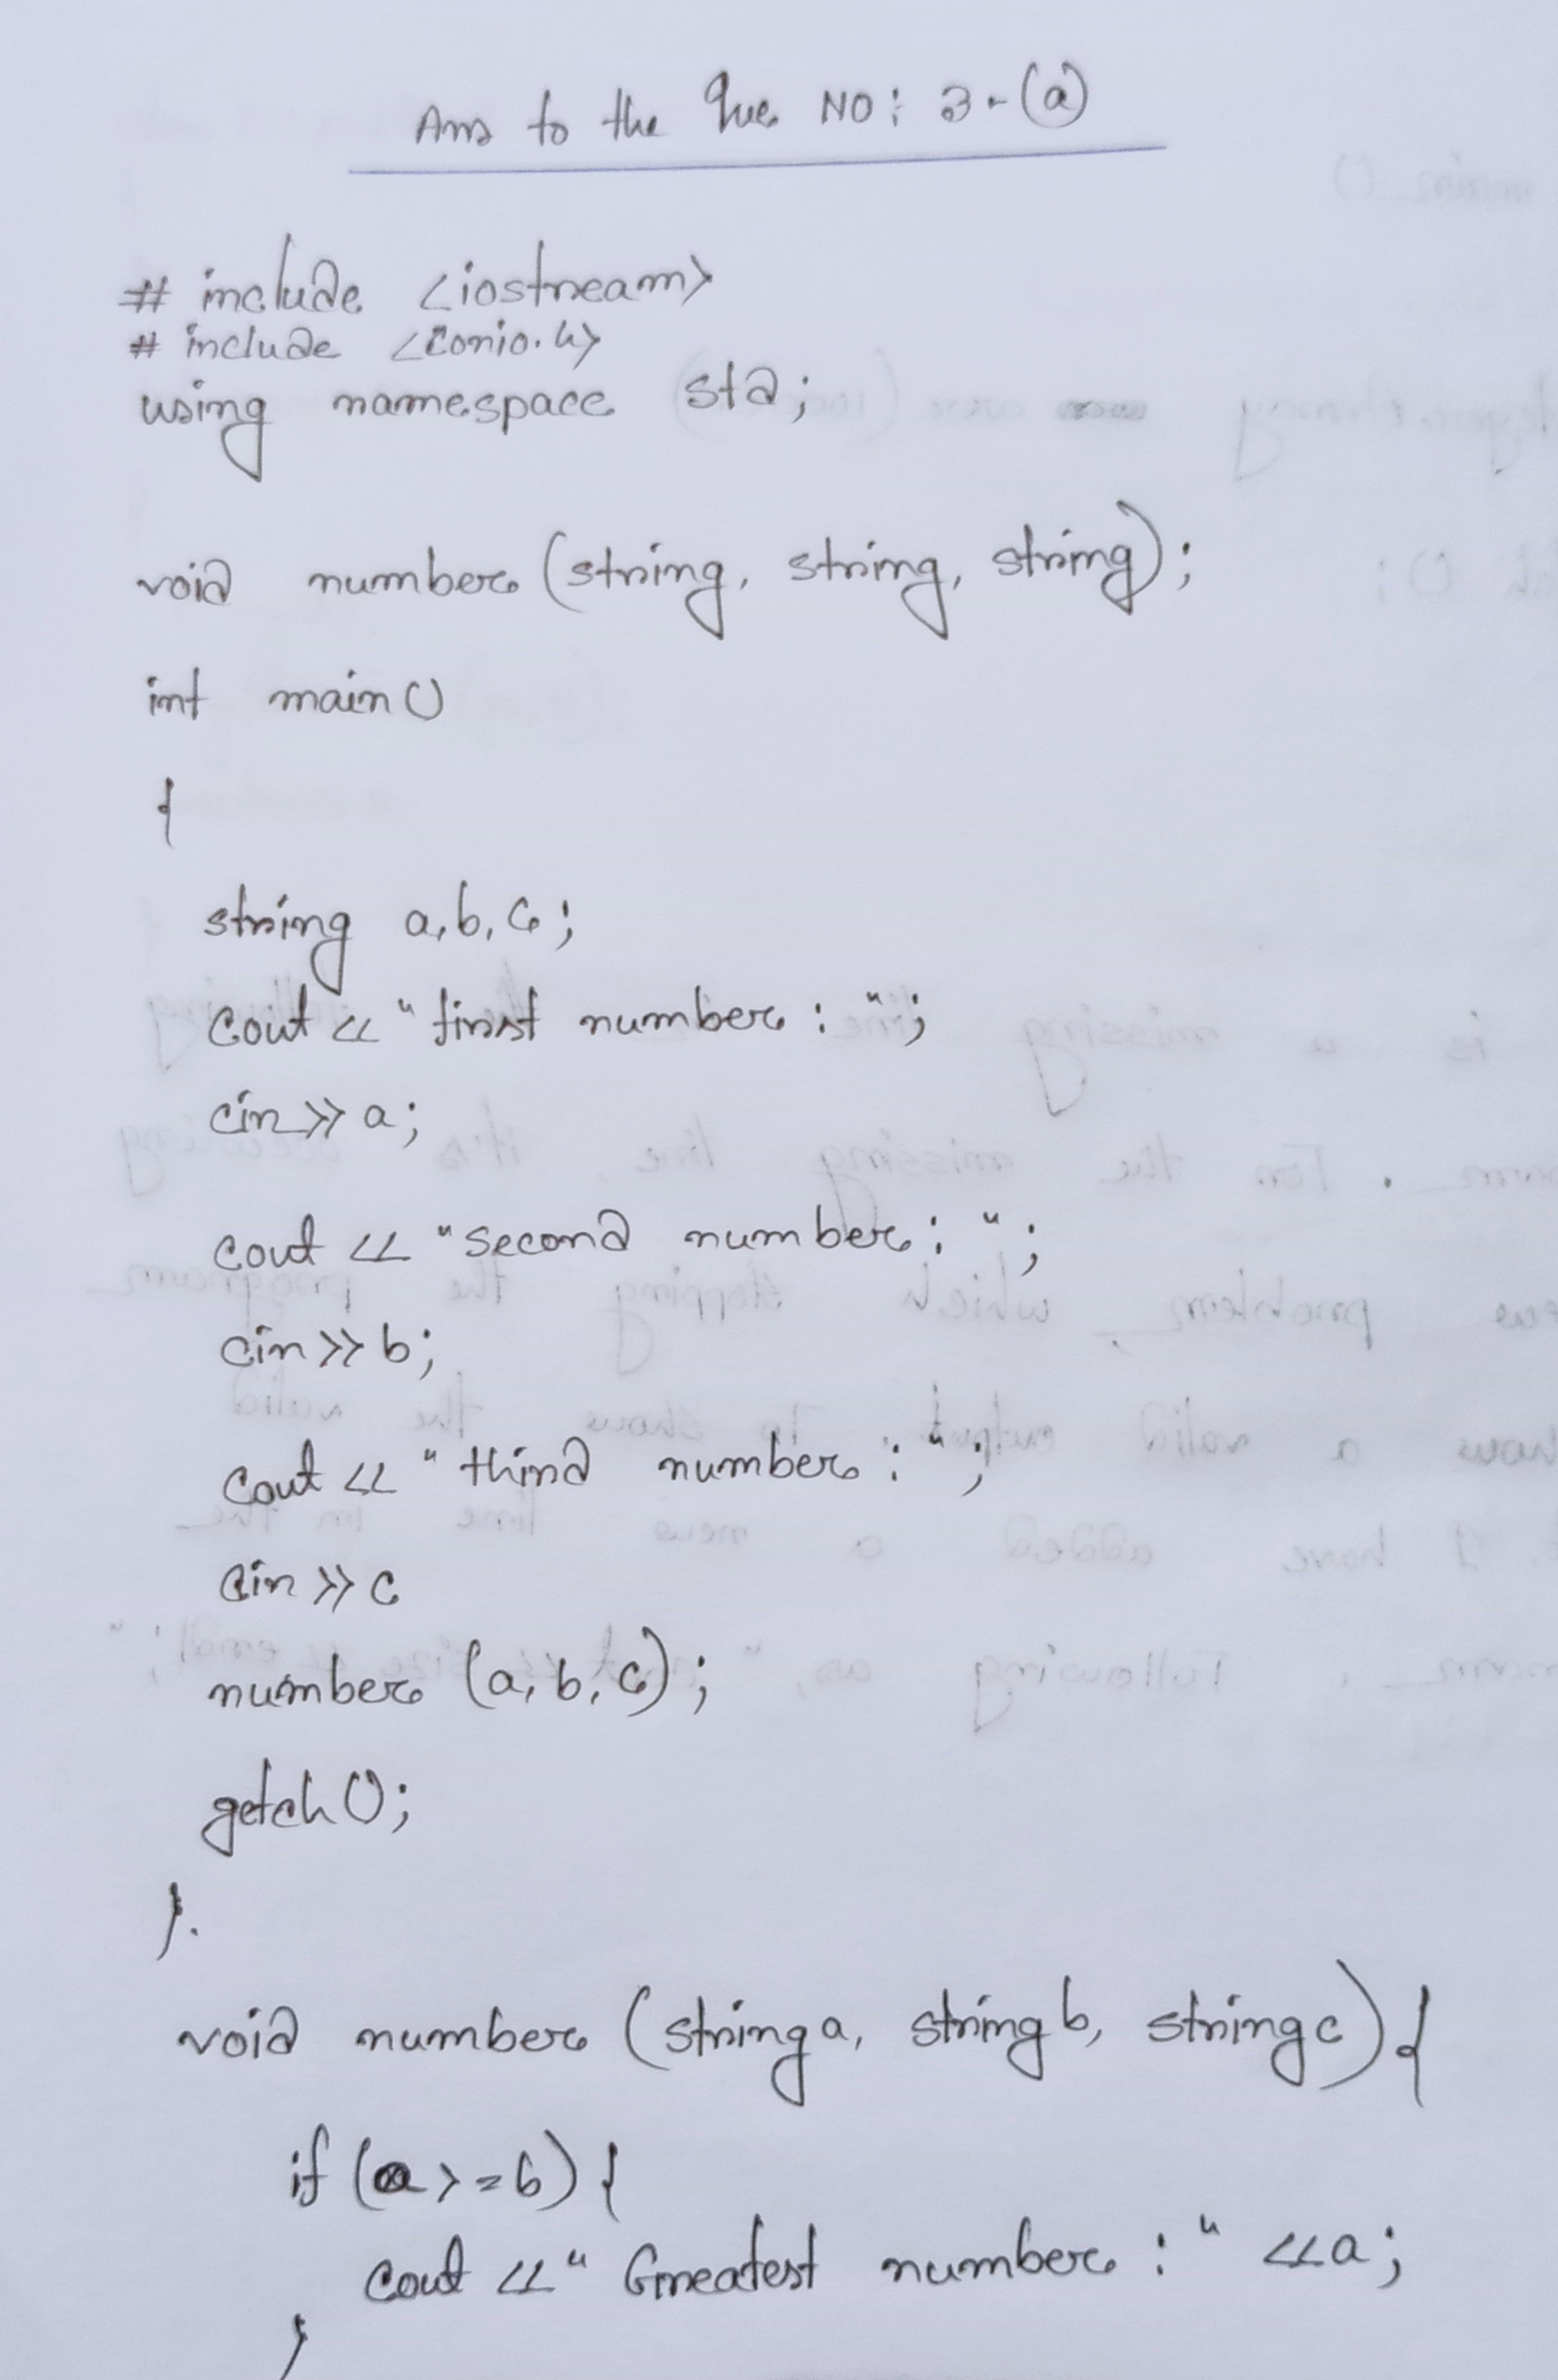 Ans to the Que NO: 3-(a)
# include <iostream>
# include <conio.h>
using namespace std;
void number (string, string, string);
int main()
{
string a,b,c;
cout << "first number : ";
cin>> a;
cout << "second number: ";
cin >> b;
cout << "third number : ";
cin >> c
number (a,b,c);
getch();
}.
void number (string a, string b, string c) {
if (a >= b) {
cout << "Greatest number : " << a;
}